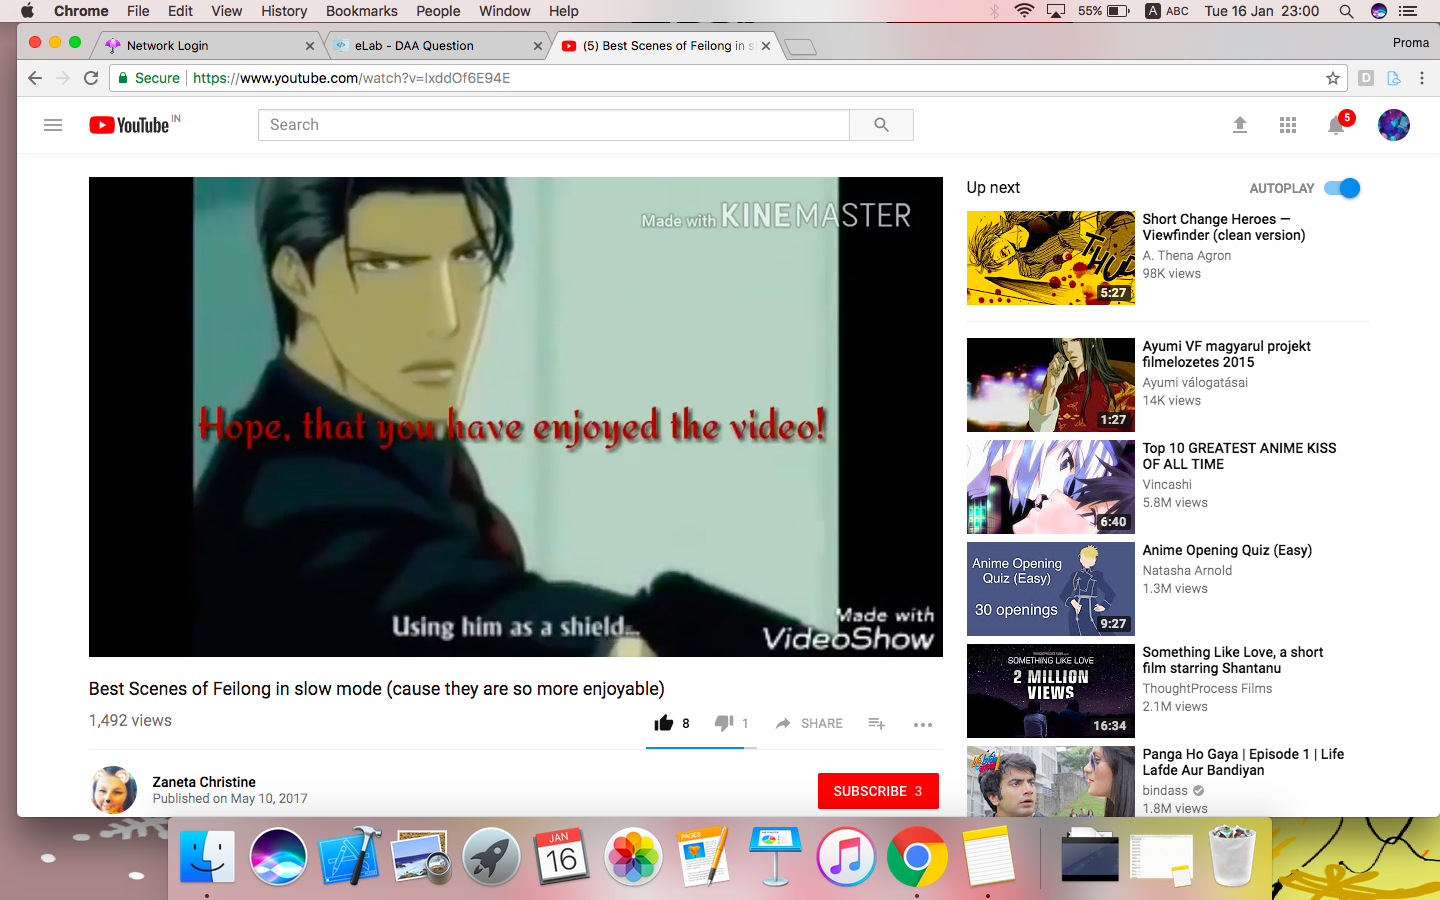 Chrome File Edit View History Bookmarks People Window Help 55% A ABC Tue 16 Jan 23:00
Network Login
eLab - DAA Question
(5) Best Scenes of Feilong in s
Proma
Secure https://www.youtube.com/watch?v=lxddOf6E94E
D
YouTube IN
Search
5
Made with KINEMASTER
Hope, that you have enjoyed the video!
Using him as a shield...
Made with
VideoShow
Best Scenes of Feilong in slow mode (cause they are so more enjoyable)
1,492 views
8 1 SHARE
Zaneta Christine
Published on May 10, 2017
SUBSCRIBE 3
Up next
AUTOPLAY
THUD
5:27
Short Change Heroes —
Viewfinder (clean version)
A. Thena Agron
98K views
1:27
Ayumi VF magyarul projekt
filmelozetes 2015
Ayumi válogatásai
14K views
6:40
Top 10 GREATEST ANIME KISS
OF ALL TIME
Vincashi
5.8M views
Anime Opening
Quiz (Easy)
30 openings
9:27
Anime Opening Quiz (Easy)
Natasha Arnold
1.3M views
SOMETHING LIKE LOVE
2 MILLION
VIEWS
16:34
Something Like Love, a short
film starring Shantanu
ThoughtProcess Films
2.1M views
Panga Ho Gaya | Episode 1 | Life
Lafde Aur Bandiyan
bindass
1.8M views
JAN
16
PAGES